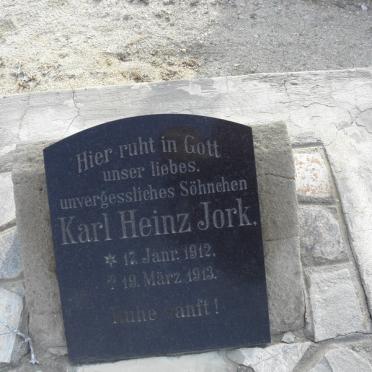 Hier ruht in Gott
unser liebes.
unvergessliches Söhnchen
Karl Heinz Jork.
* 17. Janr. 1912.
† 19. März 1913.
Ruhe sanft!